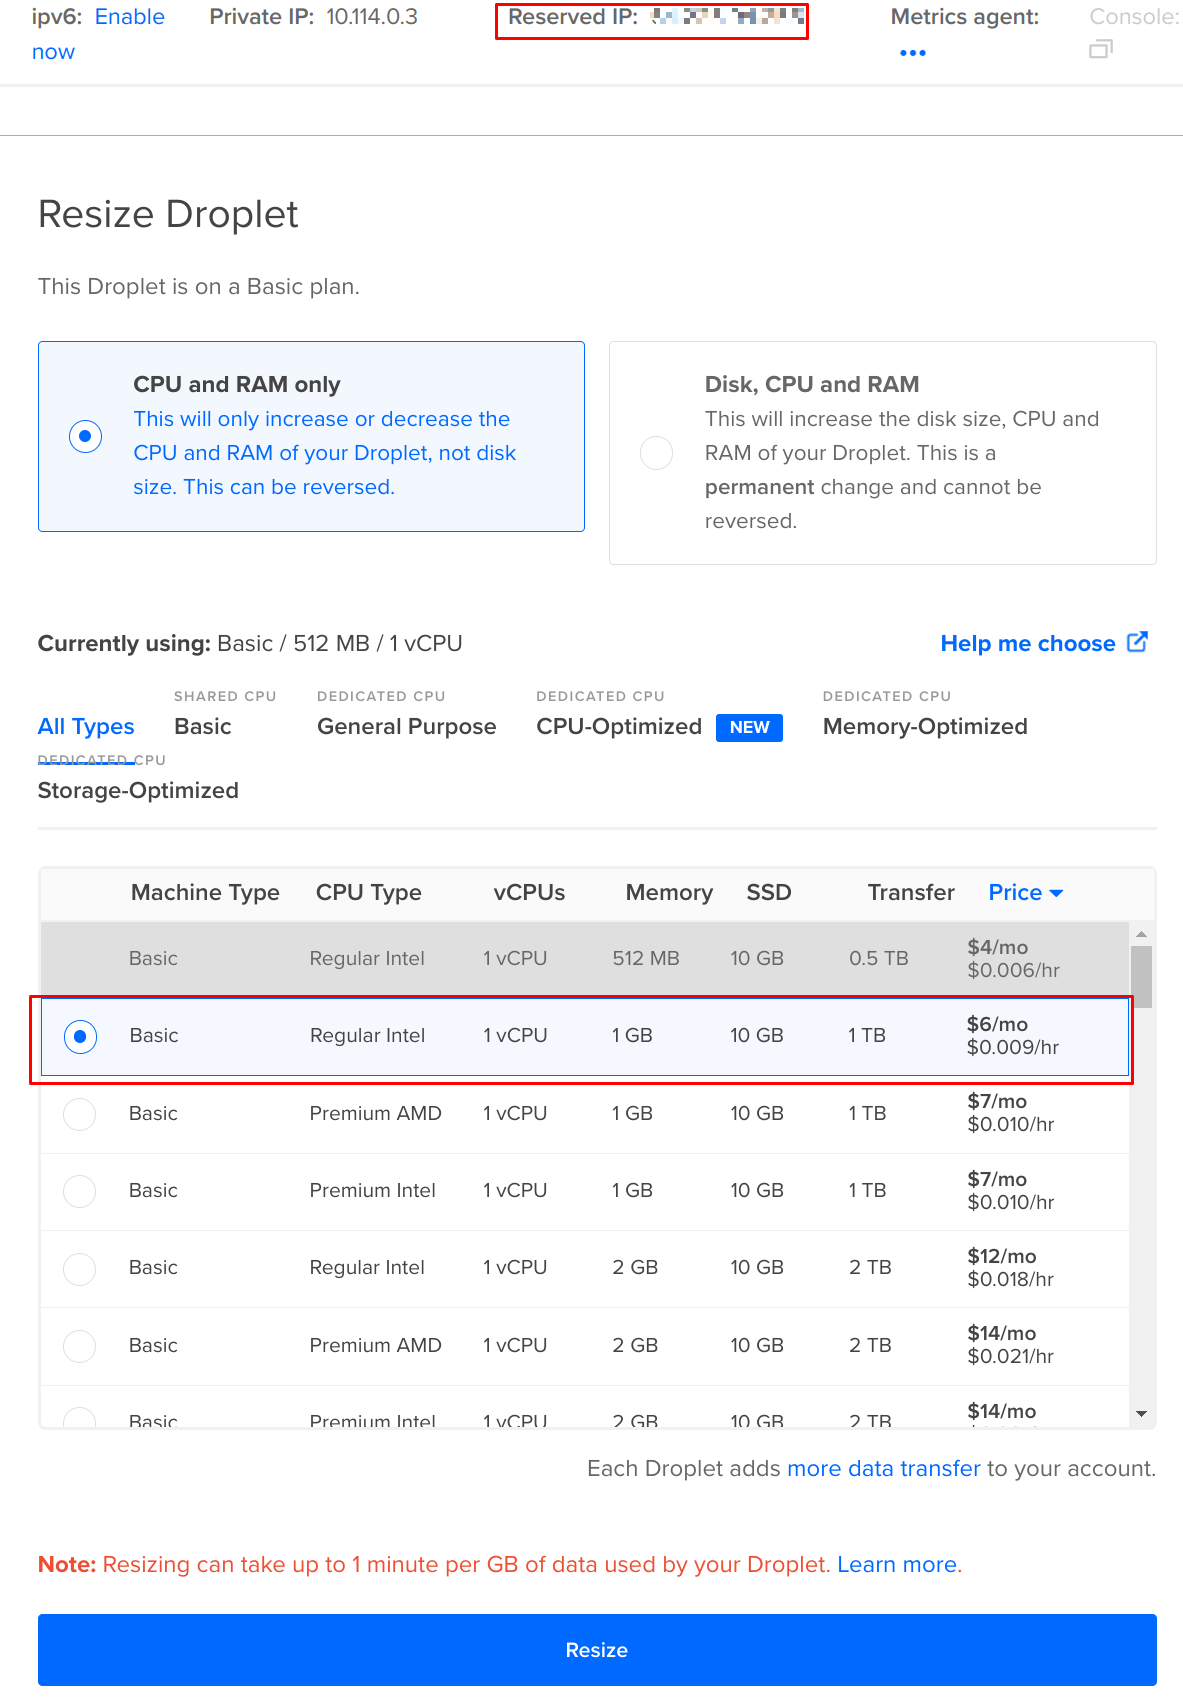 ipv6: Enable now
Private IP: 10.114.0.3
Reserved IP:
Metrics agent:
Console:
Resize Droplet
This Droplet is on a Basic plan.
CPU and RAM only
This will only increase or decrease the
CPU and RAM of your Droplet, not disk
size. This can be reversed.
Disk, CPU and RAM
This will increase the disk size, CPU and
RAM of your Droplet. This is a
permanent change and cannot be
reversed.
Currently using: Basic / 512 MB / 1 vCPU
Help me choose
All Types
SHARED CPU
Basic
DEDICATED CPU
General Purpose
DEDICATED CPU
CPU-Optimized NEW
DEDICATED CPU
Memory-Optimized
DEDICATED CPU
Storage-Optimized
Machine Type CPU Type vCPUs Memory SSD Transfer Price
Basic Regular Intel 1 vCPU 512 MB 10 GB 0.5 TB $4/mo
$0.006/hr
Basic Regular Intel 1 vCPU 1 GB 10 GB 1 TB $6/mo
$0.009/hr
Basic Premium AMD 1 vCPU 1 GB 10 GB 1 TB $7/mo
$0.010/hr
Basic Premium Intel 1 vCPU 1 GB 10 GB 1 TB $7/mo
$0.010/hr
Basic Regular Intel 1 vCPU 2 GB 10 GB 2 TB $12/mo
$0.018/hr
Basic Premium AMD 1 vCPU 2 GB 10 GB 2 TB $14/mo
$0.021/hr
Basic Premium Intel 1 vCPU 2 GB 10 GB 2 TB $14/mo
Each Droplet adds more data transfer to your account.
Note: Resizing can take up to 1 minute per GB of data used by your Droplet. Learn more.
Resize